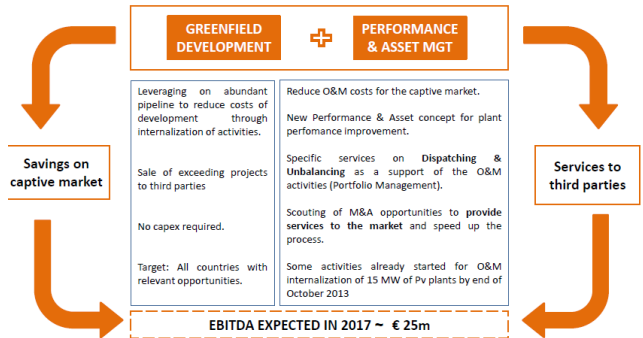 GREENFIELD
DEVELOPMENT
PERFORMANCE
& ASSET MGT
Savings on
captive market
Leveraging on abundant
pipeline to reduce costs of
development through
internalization of activities.
Sale of exceeding projects
to third parties
No capex required.
Target: All countries with
relevant opportunities.
Reduce O&M costs for the captive market.
New Performance & Asset concept for plant
perfomance improvement.
Specific services on Dispatching &
Unbalancing as a support of the O&M
activities (Portfolio Management).
Scouting of M&A opportunities to provide
services to the market and speed up the
process.
Some activities already started for O&M
internalization of 15 MW of Pv plants by end of
October 2013
Services to
third parties
EBITDA EXPECTED IN 2017 ~ € 25m